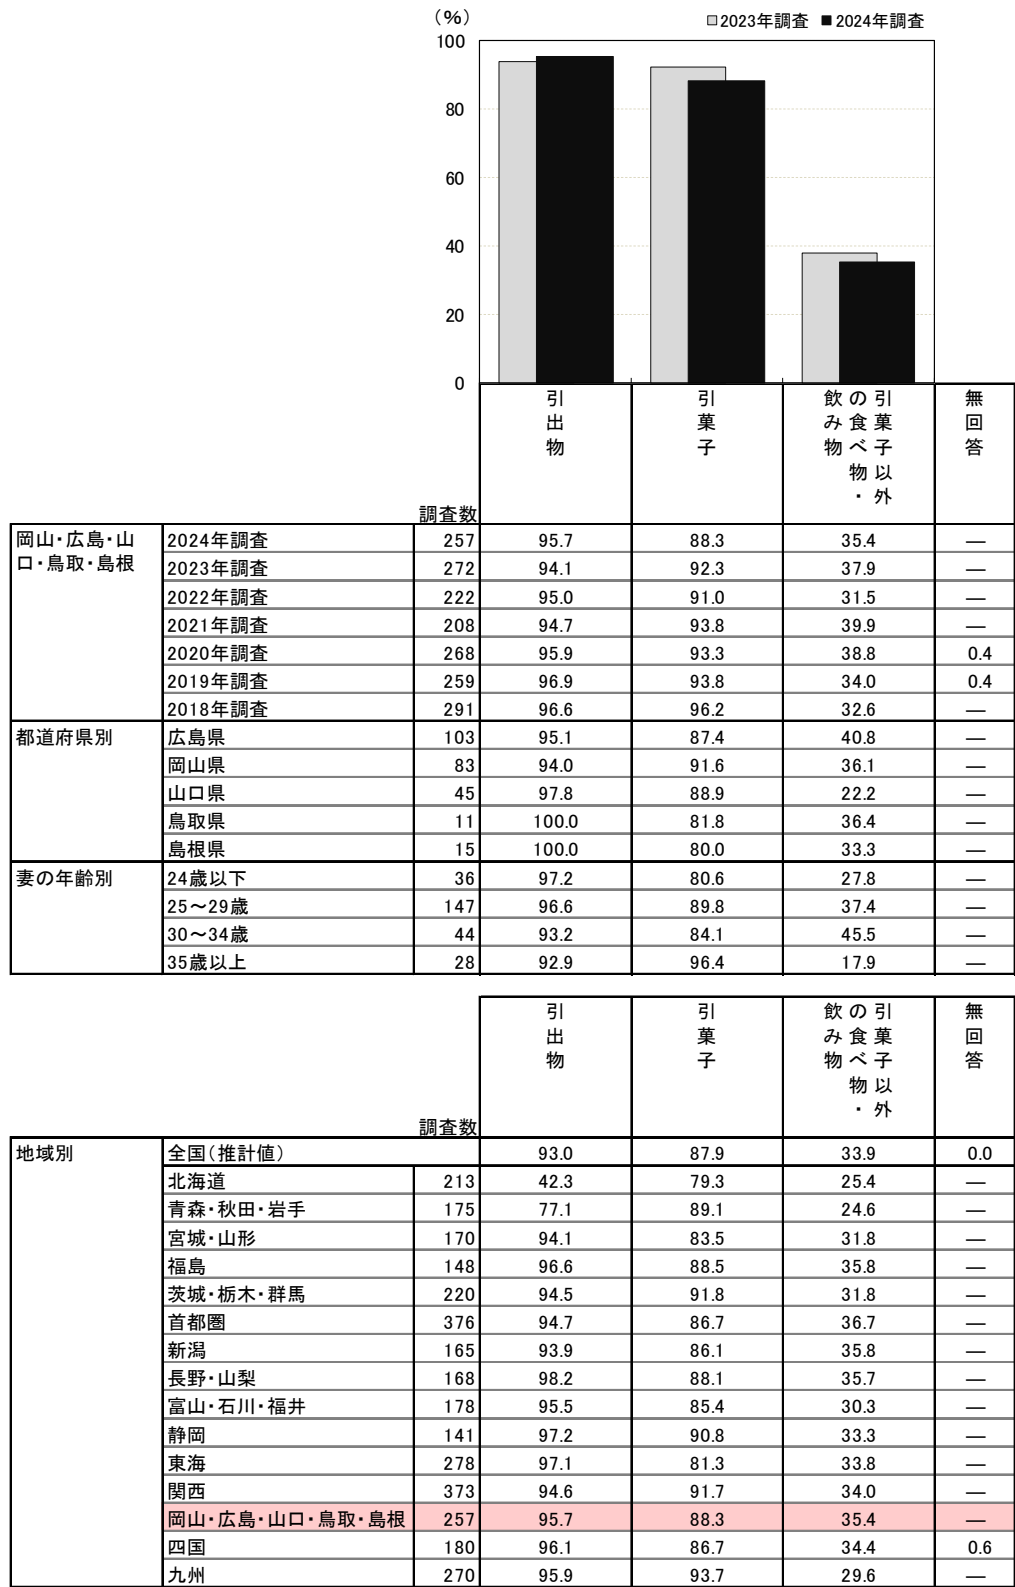 （％）
□2023年調査 ■2024年調査
100
80
60
40
20
0
引出物
引菓子
引菓子以外の食べ物・飲み物
無回答
調査数
岡山・広島・山口・鳥取・島根
2024年調査 257 95.7 88.3 35.4 ―
2023年調査 272 94.1 92.3 37.9 ―
2022年調査 222 95.0 91.0 31.5 ―
2021年調査 208 94.7 93.8 39.9 ―
2020年調査 268 95.9 93.3 38.8 0.4
2019年調査 259 96.9 93.8 34.0 0.4
2018年調査 291 96.6 96.2 32.6 ―
都道府県別 広島県 103 95.1 87.4 40.8 ―
岡山県 83 94.0 91.6 36.1 ―
山口県 45 97.8 88.9 22.2 ―
鳥取県 11 100.0 81.8 36.4 ―
島根県 15 100.0 80.0 33.3 ―
妻の年齢別 24歳以下 36 97.2 80.6 27.8 ―
25～29歳 147 96.6 89.8 37.4 ―
30～34歳 44 93.2 84.1 45.5 ―
35歳以上 28 92.9 96.4 17.9 ―
引出物
引菓子
引菓子以外の食べ物・飲み物
無回答
調査数
地域別 全国（推計値） 93.0 87.9 33.9 0.0
北海道 213 42.3 79.3 25.4 ―
青森・秋田・岩手 175 77.1 89.1 24.6 ―
宮城・山形 170 94.1 83.5 31.8 ―
福島 148 96.6 88.5 35.8 ―
茨城・栃木・群馬 220 94.5 91.8 31.8 ―
首都圏 376 94.7 86.7 36.7 ―
新潟 165 93.9 86.1 35.8 ―
長野・山梨 168 98.2 88.1 35.7 ―
富山・石川・福井 178 95.5 85.4 30.3 ―
静岡 141 97.2 90.8 33.3 ―
東海 278 97.1 81.3 33.8 ―
関西 373 94.6 91.7 34.0 ―
岡山・広島・山口・鳥取・島根 257 95.7 88.3 35.4 ―
四国 180 96.1 86.7 34.4 0.6
九州 270 95.9 93.7 29.6 ―